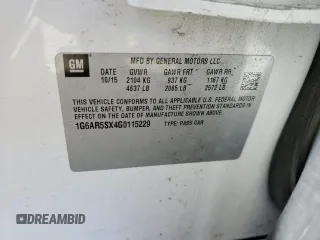 GM
MFD BY GENERAL MOTORS LLC
DATE GVWR GAWR FRT GAWR RR
10/15 2104 KG 937 KG 1167 KG
4637 LB 2065 LB 2572 LB
THIS VEHICLE CONFORMS TO ALL APPLICABLE U.S. FEDERAL
MOTOR VEHICLE SAFETY, BUMPER, AND THEFT PREVENTION
STANDARDS IN EFFECT ON THE DATE OF MANUFACTURE
SHOWN ABOVE.
1G6AR5SX4G0115229 TYPE: PASS CAR
DREAMBID